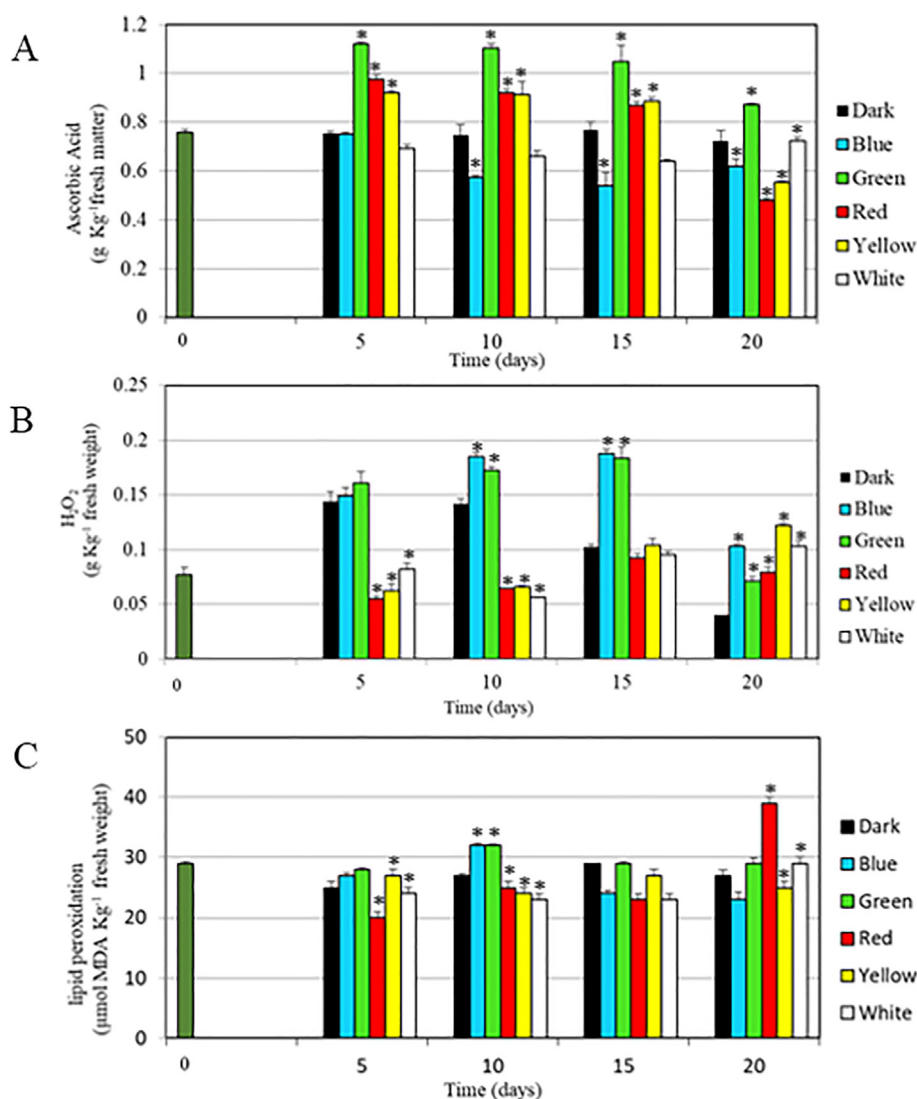 A
Ascorbic Acid
(g Kg⁻¹fresh matter)
1.2
1
0.8
0.6
0.4
0.2
0
* * * * * * * * * * * * * * * *
Dark
Blue
Green
Red
Yellow
White
0 5 10 15 20
Time (days)
B
H₂O₂
(g Kg⁻¹ fresh weight)
0.25
0.2
0.15
0.1
0.05
0
* * * * * * * * * * * * * * *
Dark
Blue
Green
Red
Yellow
White
0 5 10 15 20
Time (days)
C
lipid peroxidation
(µmol MDA Kg⁻¹ fresh weight)
50
40
30
20
10
0
* * * * * * * * * * *
Dark
Blue
Green
Red
Yellow
White
0 5 10 15 20
Time (days)